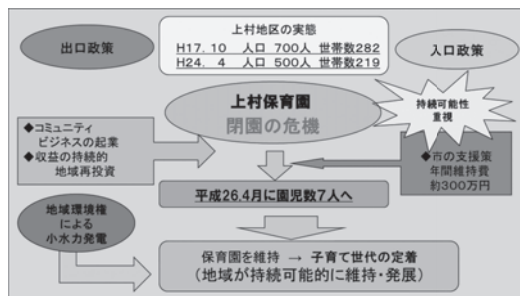 上村地区の実態
H17. 10　人口 700人 世帯数282
H24. 4　人口 500人 世帯数219
出口政策
入口政策
上村保育園
閉園の危機
持続可能性
重視
◆コミュニティ
ビジネスの起業
◆収益の持続的
地域再投資
◆市の支援策
年間維持費
約300万円
平成26.4月に園児数7人へ
地域環境権
による
小水力発電
保育園を維持 → 子育て世代の定着
(地域が持続可能的に維持・発展)